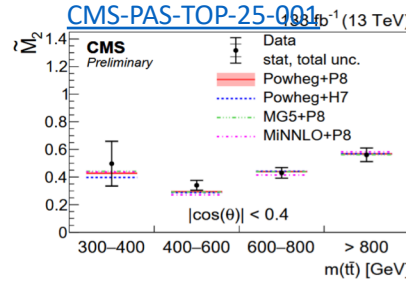 CMS-PAS-TOP-25-001
138 fb⁻¹ (13 TeV)
M̃₂
CMS
Preliminary
Data
stat, total unc.
Powheg+P8
Powheg+H7
MG5+P8
MiNNLO+P8
1.4
1.2
1
0.8
0.6
0.4
0.2
0
|cos(θ)| < 0.4
300–400
400–600
600–800
> 800
m(tt̄) [GeV]